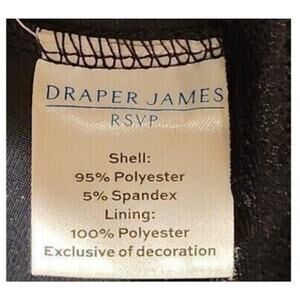 DRAPER JAMES
RSVP
Shell:
95% Polyester
5% Spandex
Lining:
100% Polyester
Exclusive of decoration